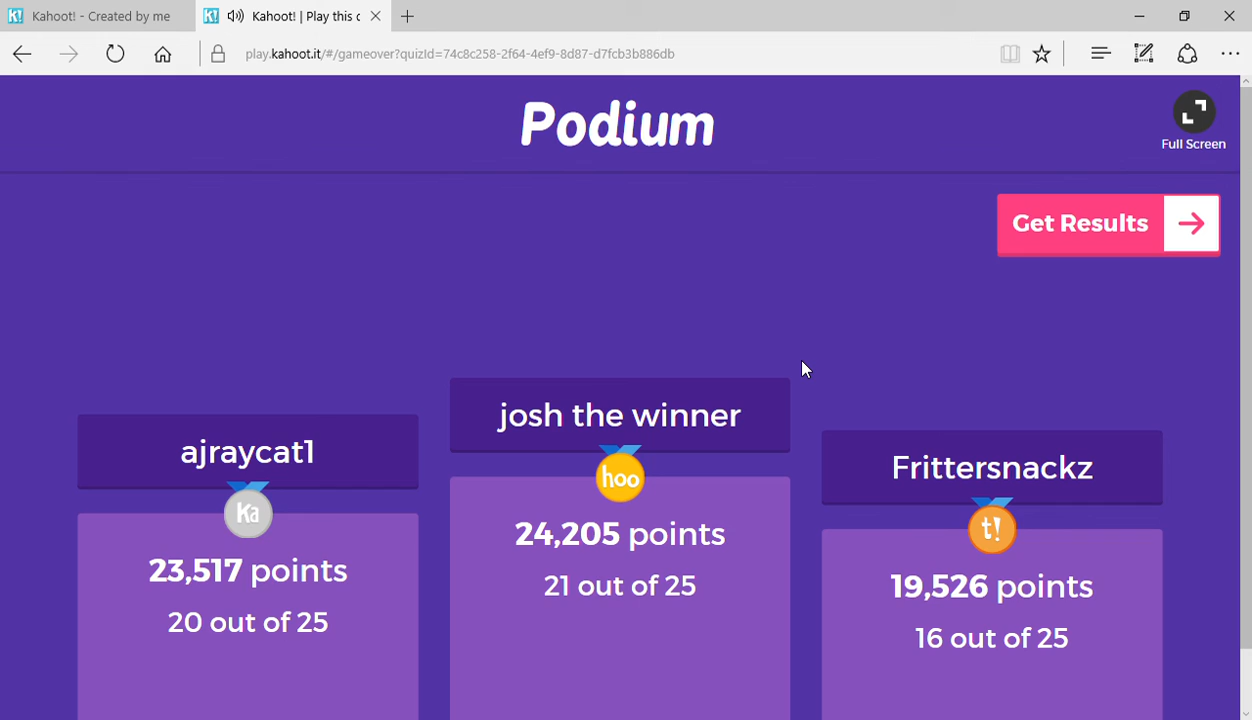 Kahoot! - Created by me
Kahoot! | Play this
play.kahoot.it/#/gameover?quizId=74c8c258-2f64-4ef9-8d87-d7fcb3b886db
Podium
Full Screen
Get Results
josh the winner
ajraycat1
Frittersnackz
hoo
Ka
t!
24,205 points
21 out of 25
23,517 points
20 out of 25
19,526 points
16 out of 25